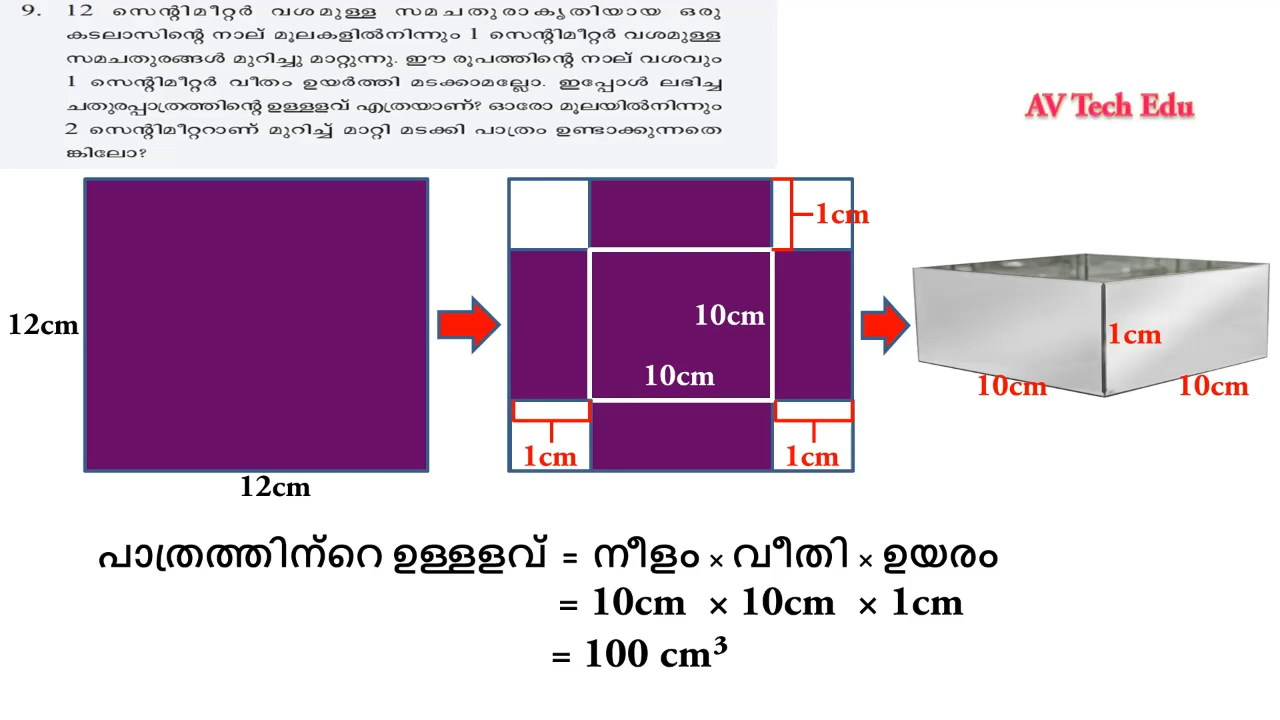 9. 12 സെന്റിമീറ്റർ വശമുള്ള സമചതുരാകൃതിയായ ഒരു
കടലാസിന്റെ നാല് മൂലകളിൽനിന്നും 1 സെന്റിമീറ്റർ വശമുള്ള
സമചതുരങ്ങൾ മുറിച്ചു മാറ്റുന്നു. ഈ രൂപത്തിന്റെ നാല് വശവും
1 സെന്റിമീറ്റർ വീതം ഉയർത്തി മടക്കാമല്ലോ. ഇപ്പോൾ ലഭിച്ച
ചതുരപ്പാത്രത്തിന്റെ ഉള്ളളവ് എത്രയാണ്? ഓരോ മൂലയിൽനിന്നും
2 സെന്റിമീറ്ററാണ് മുറിച്ച് മാറ്റി മടക്കി പാത്രം ഉണ്ടാക്കുന്നതെ
ങ്കിലോ?
AV Tech Edu
1cm
12cm
10cm
10cm
1cm
10cm
10cm
1cm
1cm
12cm
പാത്രത്തിന്റെ ഉള്ളളവ് = നീളം × വീതി × ഉയരം
= 10cm × 10cm × 1cm
= 100 cm³